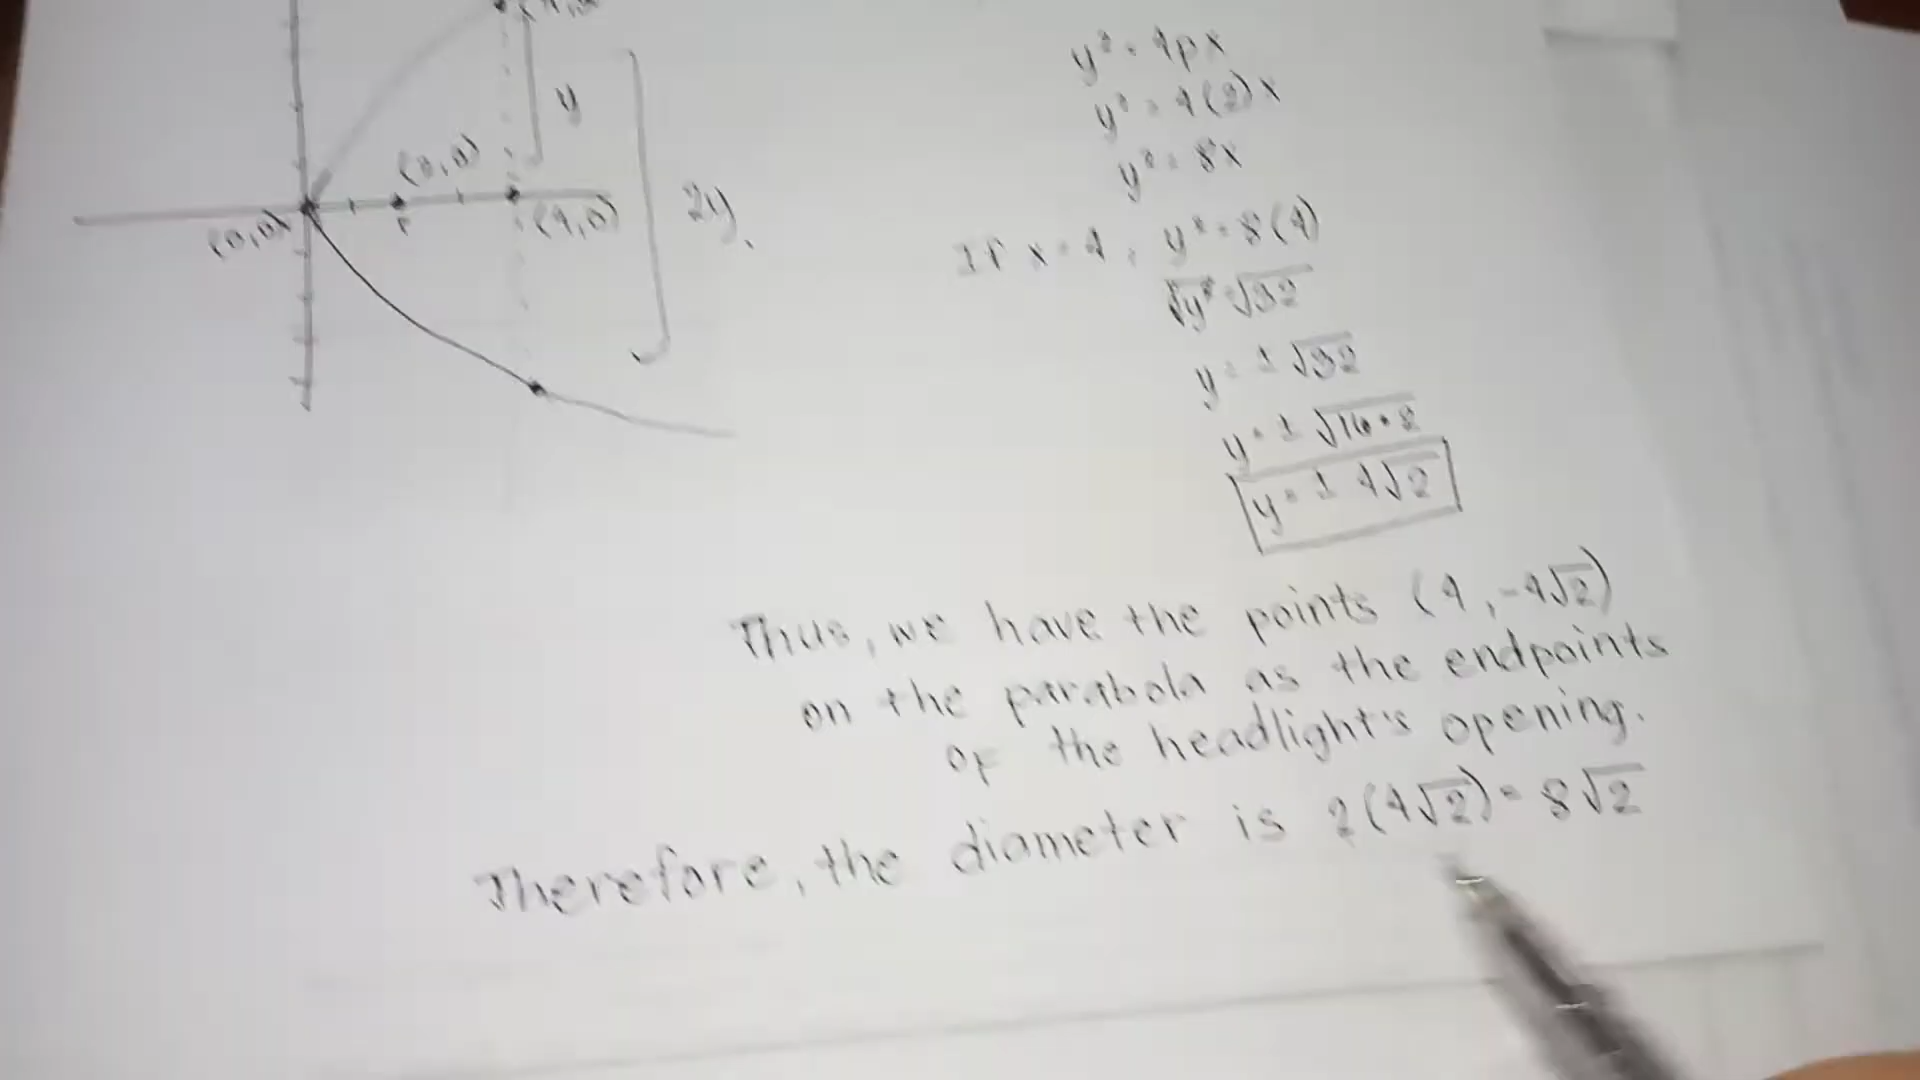 y
(2,0)
F
(0,0)
(4,0)
2y
y² = 4px
y² = 4(2)x
y² = 8x
If x = 4, y² = 8(4)
√y² = √32
y = ± √32
y = ± √16 • 2
y = ± 4√2
Thus, we have the points (4, -4√2)
on the parabola as the endpoints
of the headlight's opening.
Therefore, the diameter is 2(4√2) = 8√2